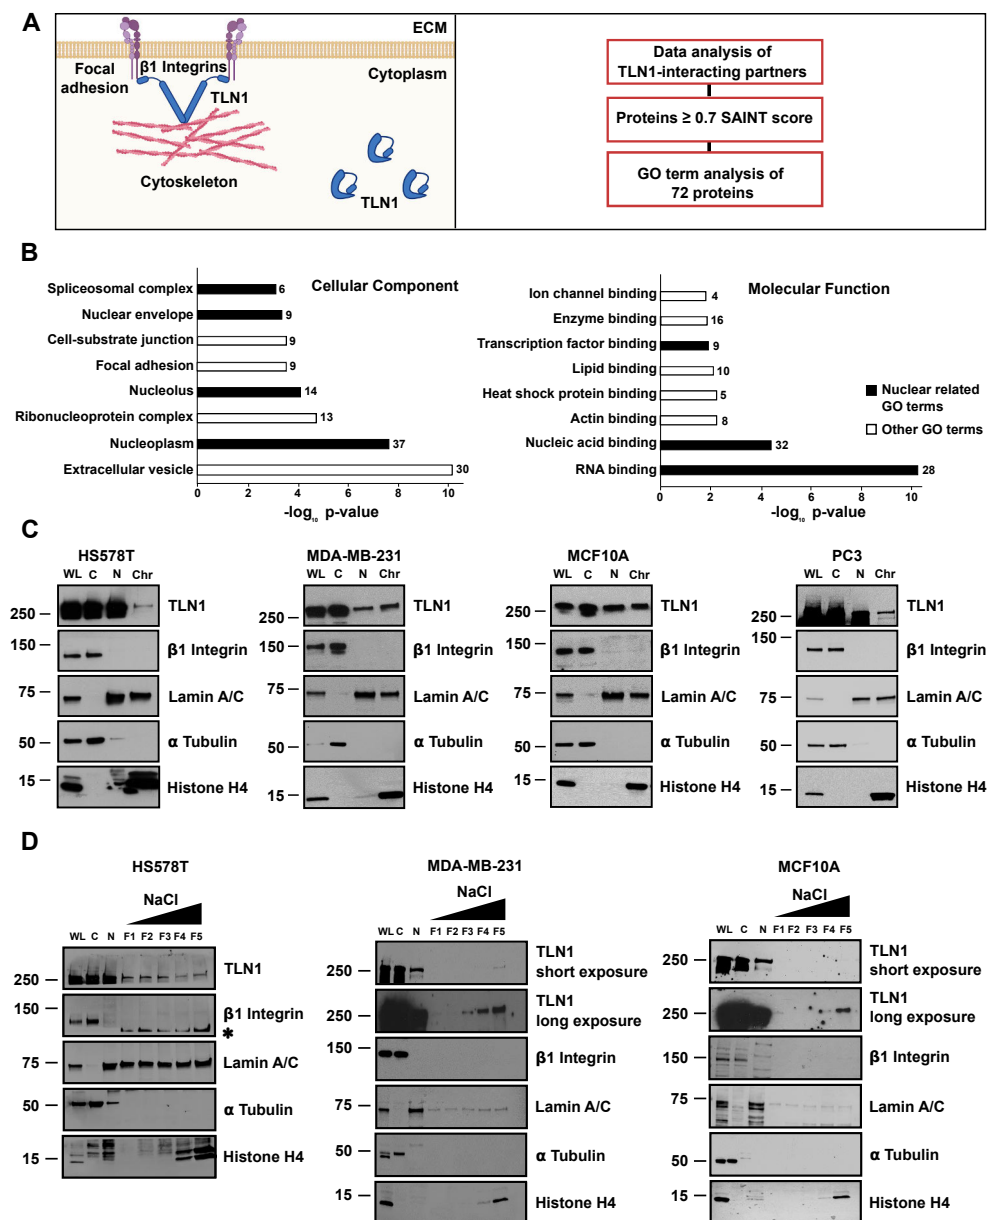 A
ECM
Focal
adhesion
β1 Integrins
Cytoplasm
TLN1
Cytoskeleton
TLN1
Data analysis of
TLN1-interacting partners
Proteins ≥ 0.7 SAINT score
GO term analysis of
72 proteins
B
Cellular Component
Spliceosomal complex 6
Nuclear envelope 9
Cell-substrate junction 9
Focal adhesion 9
Nucleolus 14
Ribonucleoprotein complex 13
Nucleoplasm 37
Extracellular vesicle 30
0 2 4 6 8 10
-log₁₀ p-value
Molecular Function
Ion channel binding 4
Enzyme binding 16
Transcription factor binding 9
Lipid binding 10
Heat shock protein binding 5
Actin binding 8
Nucleic acid binding 32
RNA binding 28
0 2 4 6 8 10
-log₁₀ p-value
Nuclear related
GO terms
Other GO terms
C
HS578T
WL C N Chr
250 TLN1
150 β1 Integrin
75 Lamin A/C
50 α Tubulin
15 Histone H4
MDA-MB-231
WL C N Chr
250 TLN1
150 β1 Integrin
75 Lamin A/C
50 α Tubulin
15 Histone H4
MCF10A
WL C N Chr
250 TLN1
150 β1 Integrin
75 Lamin A/C
50 α Tubulin
15 Histone H4
PC3
WL C N Chr
250 TLN1
150 β1 Integrin
75 Lamin A/C
50 α Tubulin
15 Histone H4
D
HS578T
NaCl
WL C N F1 F2 F3 F4 F5
250 TLN1
150 β1 Integrin
*
75 Lamin A/C
50 α Tubulin
15 Histone H4
MDA-MB-231
NaCl
WL C N F1 F2 F3 F4 F5
250 TLN1
short exposure
250 TLN1
long exposure
150 β1 Integrin
75 Lamin A/C
50 α Tubulin
15 Histone H4
MCF10A
NaCl
WL C N F1 F2 F3 F4 F5
250 TLN1
short exposure
250 TLN1
long exposure
150 β1 Integrin
75 Lamin A/C
50 α Tubulin
15 Histone H4